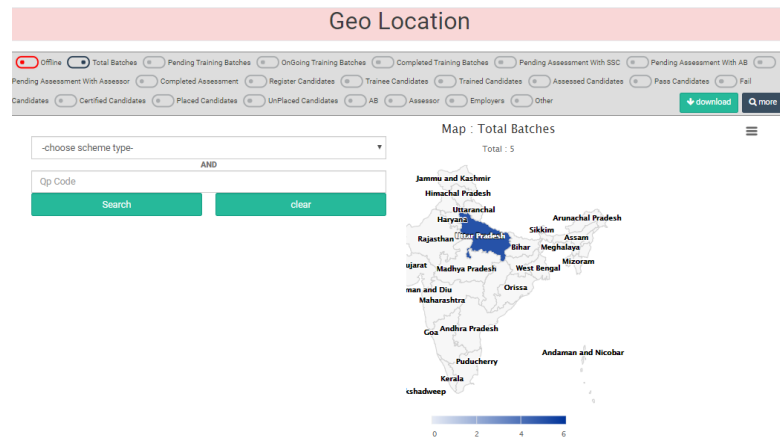 Geo Location
Offline Total Batches Pending Training Batches OnGoing Training Batches Completed Training Batches Pending Assessment With SSC Pending Assessment With AB
Pending Assessment With Assessor Completed Assessment Register Candidates Trainee Candidates Trained Candidates Assessed Candidates Pass Candidates Fail
Candidates Certified Candidates Placed Candidates UnPlaced Candidates AB Assessor Employers Other
download more
Map : Total Batches
Total : 5
-choose scheme type-
AND
Qp Code
Search clear
Jammu and Kashmir
Himachal Pradesh
Uttaranchal
Haryana
Arunachal Pradesh
Sikkim
Rajasthan Uttar Pradesh Assam
Bihar Meghalaya
Mizoram
ujarat Madhya Pradesh West Bengal
man and Diu Orissa
Maharashtra
Goa Andhra Pradesh
Andaman and Nicobar
Puducherry
Kerala
kshadweep
0 2 4 6